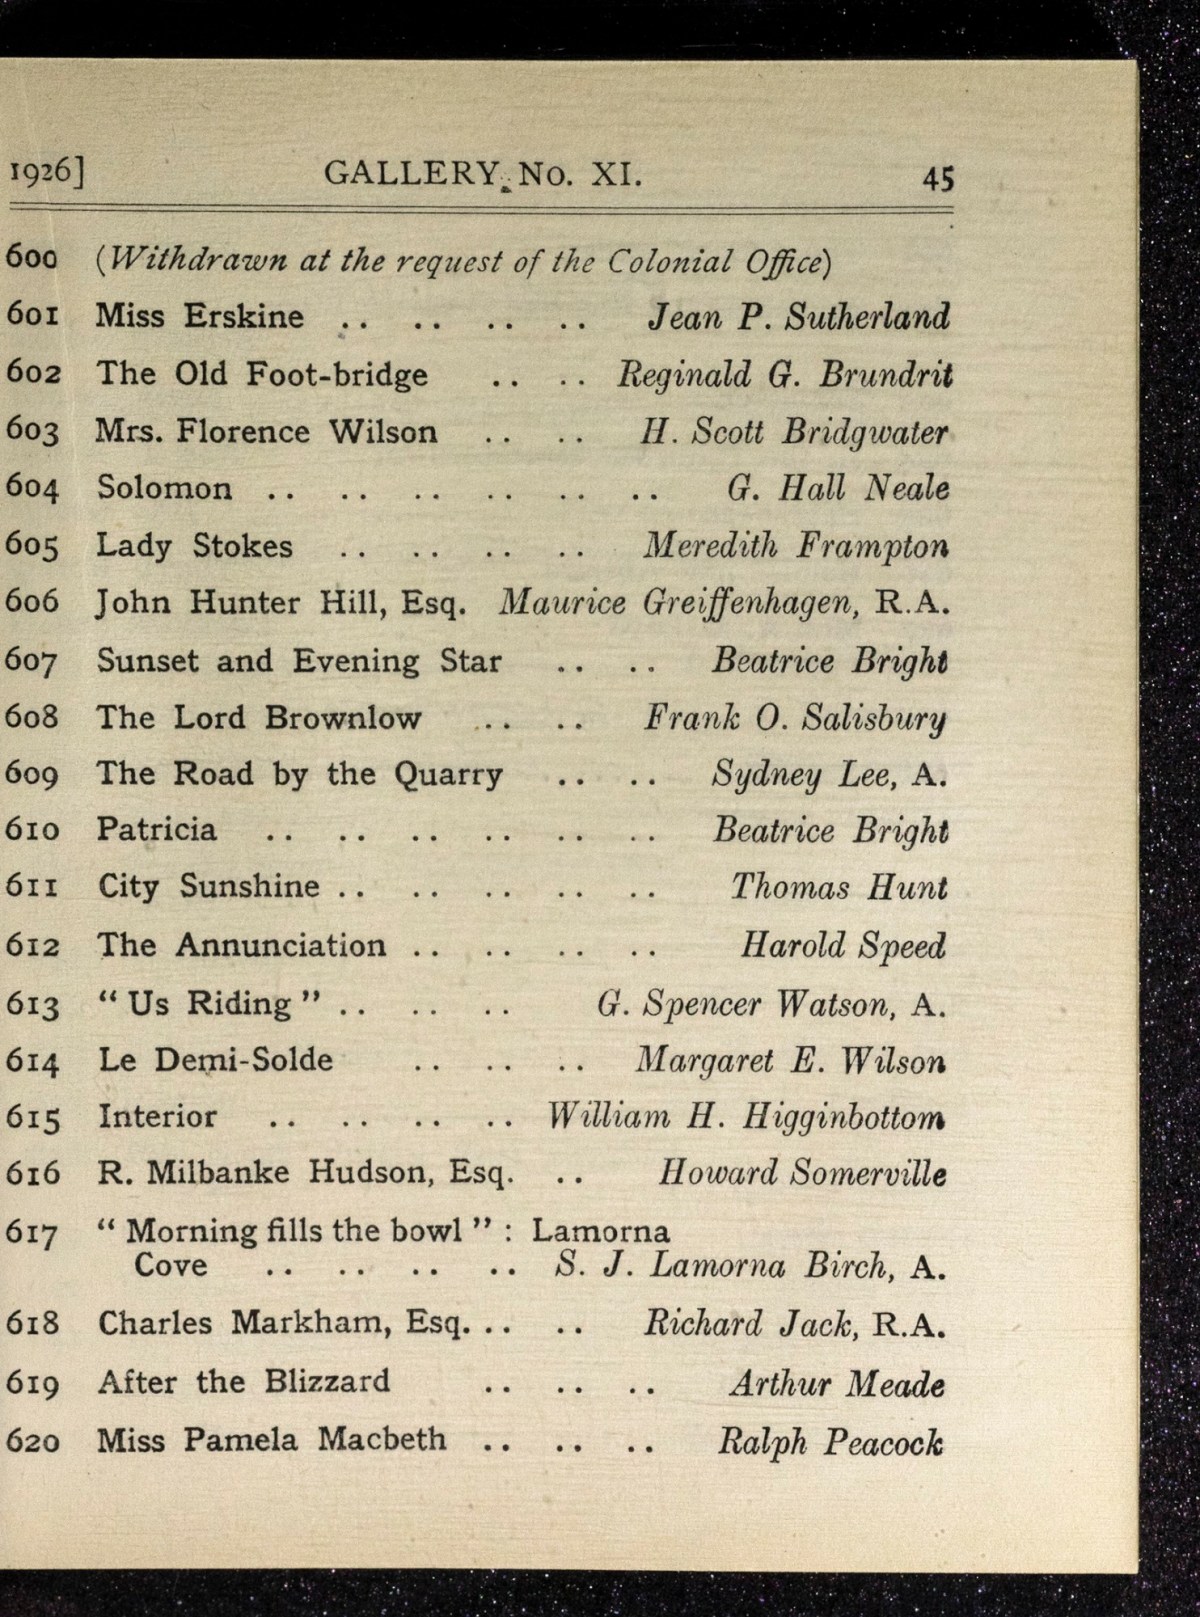 1926] GALLERY No. XI. 45
600 (Withdrawn at the request of the Colonial Office)
601 Miss Erskine .. .. .. .. Jean P. Sutherland
602 The Old Foot-bridge .. .. Reginald G. Brundrit
603 Mrs. Florence Wilson .. .. H. Scott Bridgwater
604 Solomon .. .. .. .. .. .. G. Hall Neale
605 Lady Stokes .. .. .. .. Meredith Frampton
606 John Hunter Hill, Esq. Maurice Greiffenhagen, R.A.
607 Sunset and Evening Star .. .. Beatrice Bright
608 The Lord Brownlow .. .. Frank O. Salisbury
609 The Road by the Quarry .. .. Sydney Lee, A.
610 Patricia .. .. .. .. .. .. Beatrice Bright
611 City Sunshine .. .. .. .. .. Thomas Hunt
612 The Annunciation .. .. .. .. Harold Speed
613 “ Us Riding ” .. .. .. G. Spencer Watson, A.
614 Le Demi-Solde .. .. .. Margaret E. Wilson
615 Interior .. .. .. .. William H. Higginbottom
616 R. Milbanke Hudson, Esq. .. Howard Somerville
617 “ Morning fills the bowl ” : Lamorna
Cove .. .. .. .. S. J. Lamorna Birch, A.
618 Charles Markham, Esq. .. .. Richard Jack, R.A.
619 After the Blizzard .. .. .. Arthur Meade
620 Miss Pamela Macbeth .. .. .. Ralph Peacock